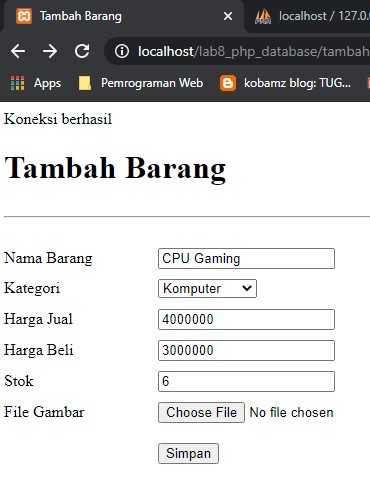 Tambah Barang
localhost / 127.0.
localhost/lab8_php_database/tambah
Apps Pemrograman Web kobamz blog: TUG...
Koneksi berhasil
Tambah Barang
Nama Barang CPU Gaming
Kategori Komputer
Harga Jual 4000000
Harga Beli 3000000
Stok 6
File Gambar Choose File No file chosen
Simpan